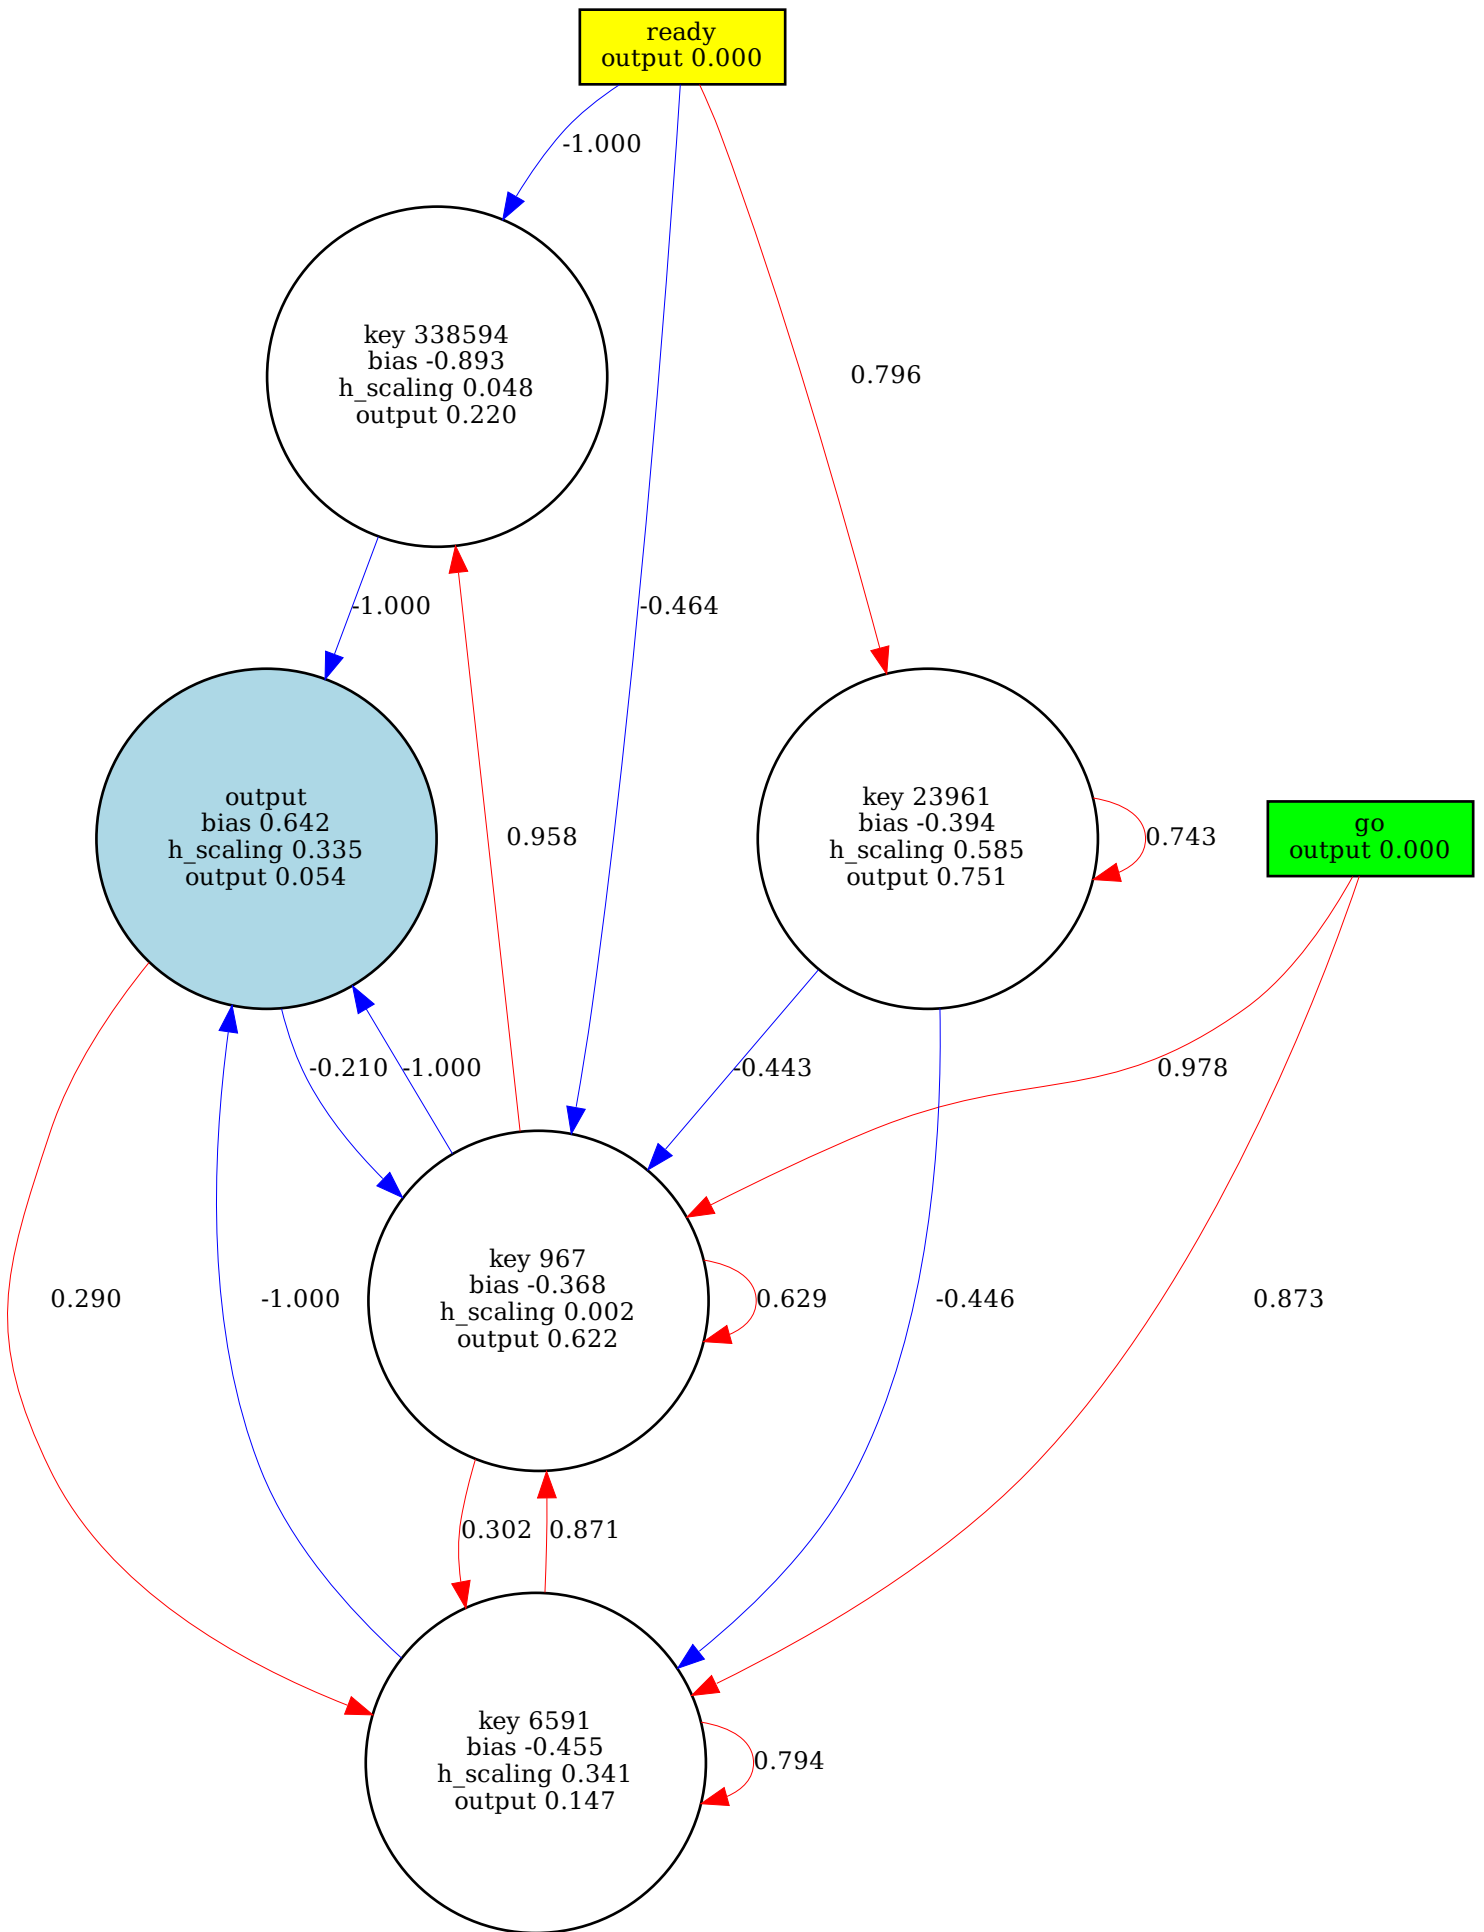 ready
output 0.000
-1.000
key 338594
bias -0.893
h_scaling 0.048
output 0.220
0.796
-1.000
-0.464
output
bias 0.642
h_scaling 0.335
output 0.054
0.958
key 23961
bias -0.394
h_scaling 0.585
output 0.751
0.743
go
output 0.000
-0.210
-1.000
-0.443
0.978
0.290
-1.000
key 967
bias -0.368
h_scaling 0.002
output 0.622
0.629
-0.446
0.873
0.302
0.871
key 6591
bias -0.455
h_scaling 0.341
output 0.147
0.794